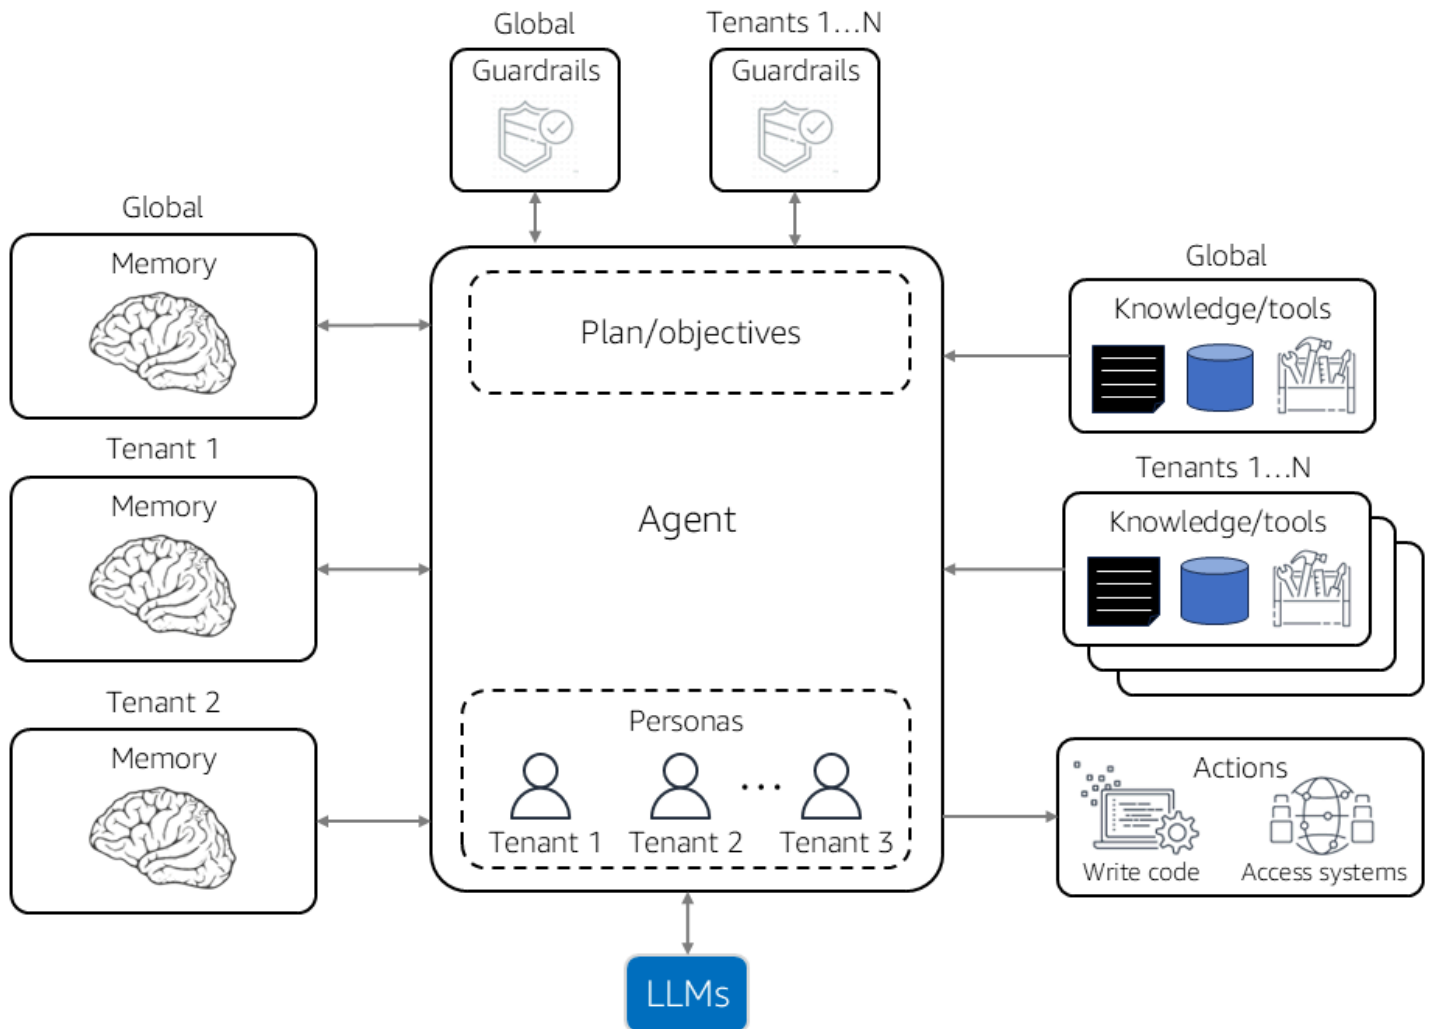 Global
Tenants 1...N
Guardrails
Guardrails
Global
Memory
Plan/objectives
Global
Knowledge/tools
Tenant 1
Memory
Agent
Tenants 1...N
Knowledge/tools
Tenant 2
Memory
Personas
Tenant 1
Tenant 2
...
Tenant 3
Actions
Write code
Access systems
LLMs